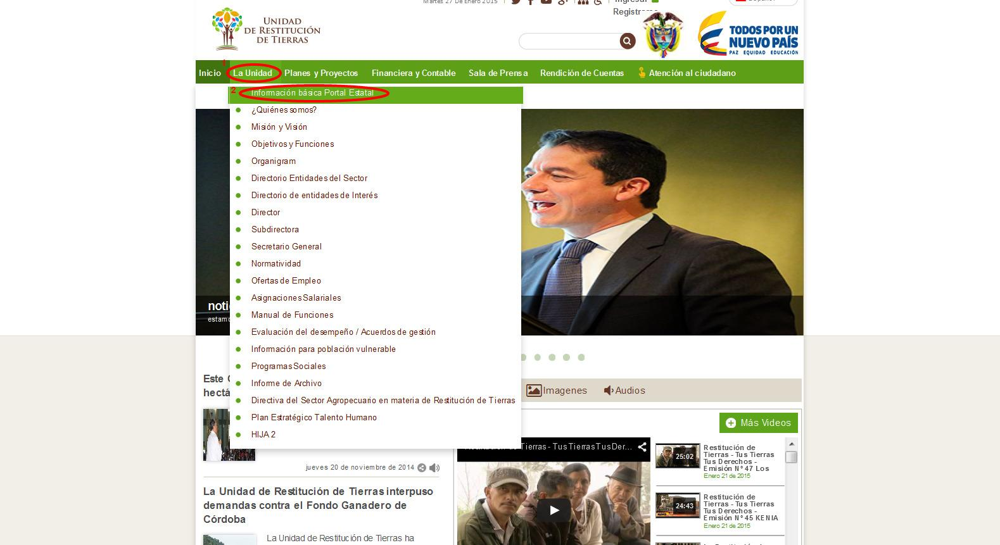 Martes 27 De Enero 2015
Registrarse
UNIDAD
DE RESTITUCIÓN
DE TIERRAS
TODOS POR UN
NUEVO PAÍS
PAZ EQUIDAD EDUCACIÓN
1
Inicio La Unidad Planes y Proyectos Financiera y Contable Sala de Prensa Rendición de Cuentas Atención al ciudadano
2 Información básica Portal Estatal
¿Quiénes somos?
Misión y Visión
Objetivos y Funciones
Organigram
Directorio Entidades del Sector
Directorio de entidades de Interés
Director
Subdirectora
Secretario General
Normatividad
Ofertas de Empleo
Asignaciones Salariales
Manual de Funciones
Evaluación del desempeño / Acuerdos de gestión
Información para población vulnerable
Programas Sociales
Informe de Archivo
Directiva del Sector Agropecuario en materia de Restitución de Tierras
Plan Estratégico Talento Humano
HIJA 2
noti
estam
Este
hectá
jueves 20 de noviembre de 2014
La Unidad de Restitución de Tierras interpuso
demandas contra el Fondo Ganadero de
Córdoba
La Unidad de Restitución de Tierras ha
Imagenes Audios
Más Videos
Tierras - Tus Tierras Tus Der...
25:02
Restitución de
Tierras - Tus Tierras
Tus Derechos -
Emisión N° 47 Los
Enero 21 de 2015
24:43
Restitución de
Tierras - Tus Tierras
Tus Derechos -
Emisión N° 45 KENIA
Enero 21 de 2015